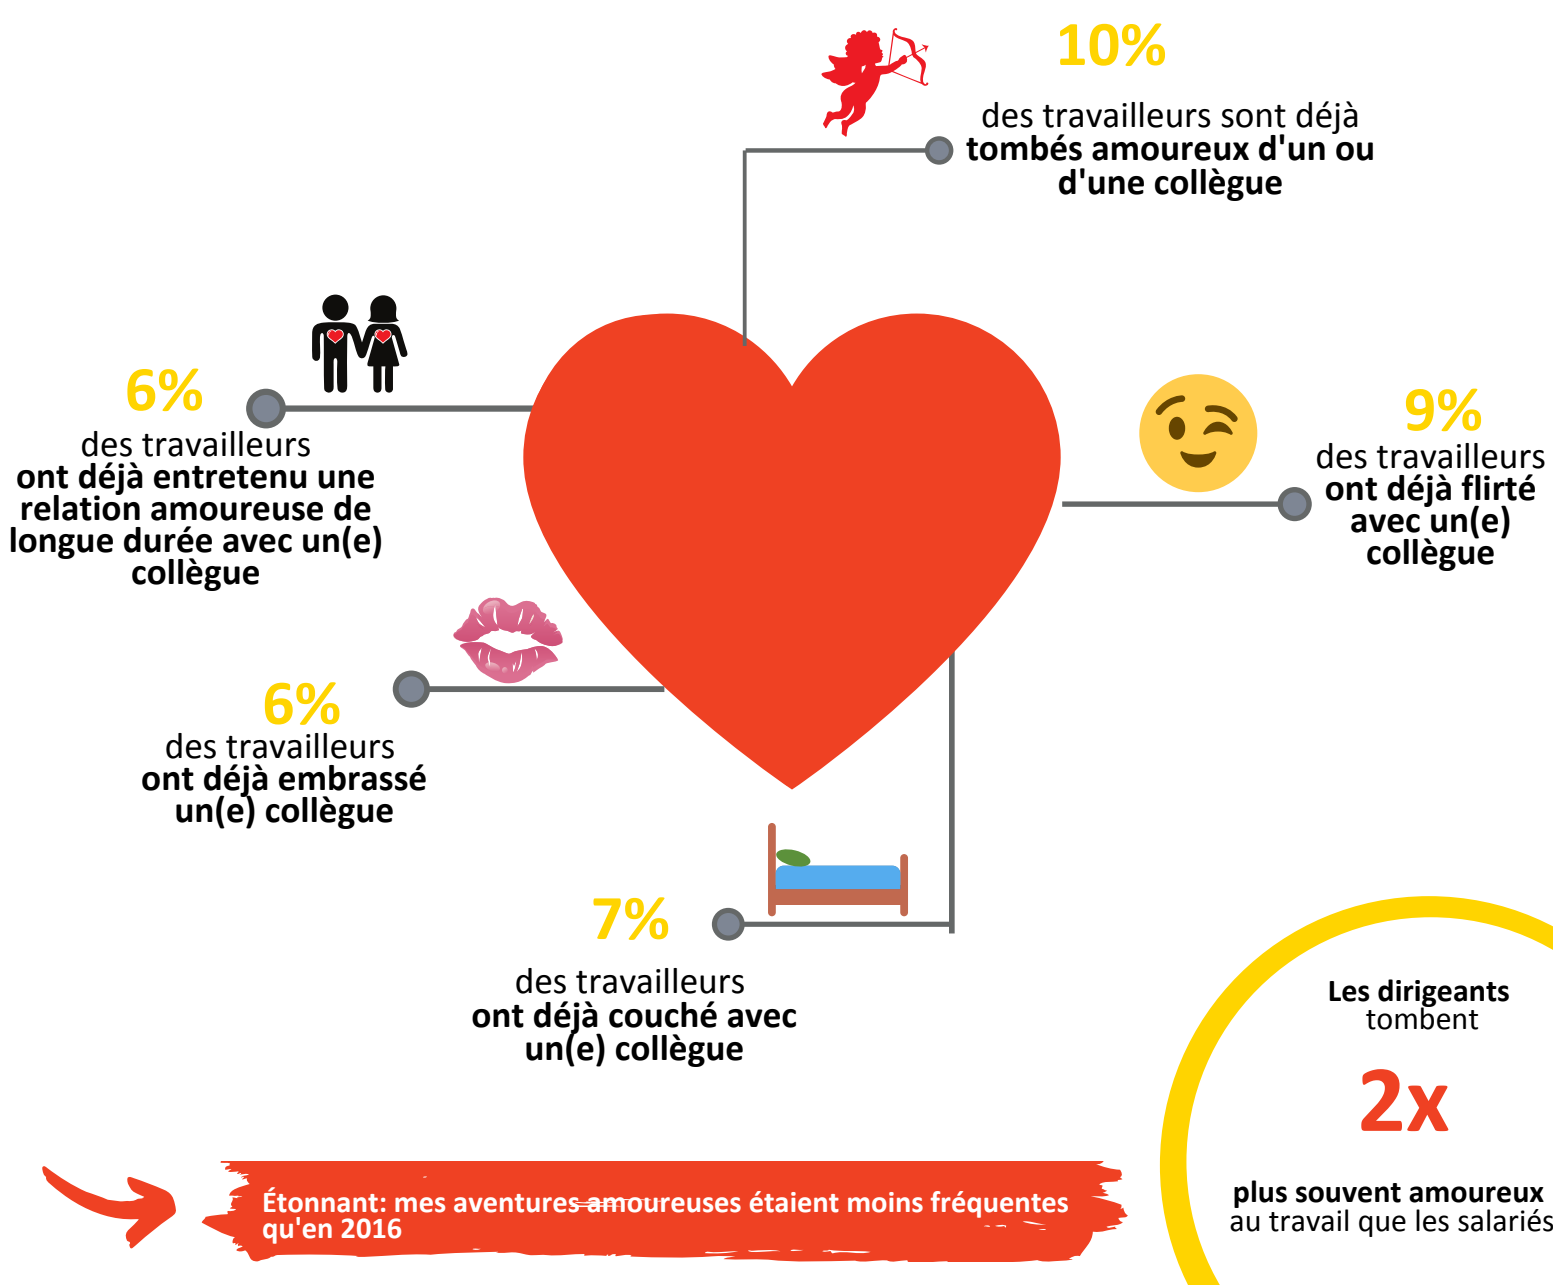 10%
des travailleurs sont déjà
tombés amoureux d'un ou
d'une collègue
6%
des travailleurs
ont déjà entretenu une
relation amoureuse de
longue durée avec un(e)
collègue
9%
des travailleurs
ont déjà flirté
avec un(e)
collègue
6%
des travailleurs
ont déjà embrassé
un(e) collègue
7%
des travailleurs
ont déjà couché avec
un(e) collègue
Les dirigeants
tombent
2x
plus souvent amoureux
au travail que les salariés
Étonnant: mes aventures amoureuses étaient moins fréquentes
qu'en 2016